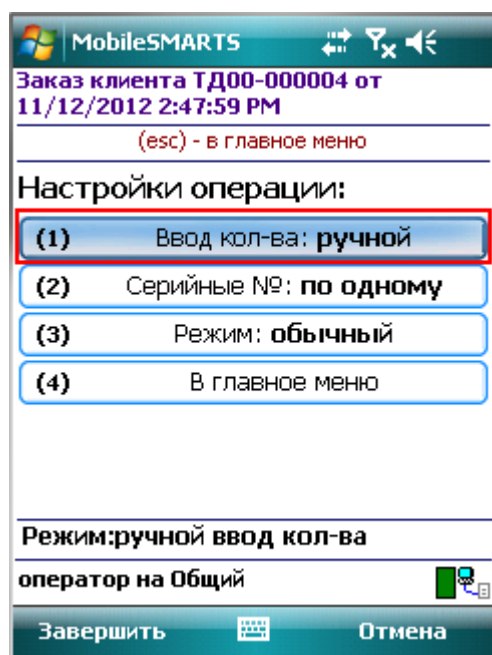 MobileSMARTS
Заказ клиента ТД00-000004 от
11/12/2012 2:47:59 PM
(esc) - в главное меню
Настройки операции:
(1) Ввод кол-ва: ручной
(2) Серийные №: по одному
(3) Режим: обычный
(4) В главное меню
Режим:ручной ввод кол-ва
оператор на Общий
Завершить Отмена